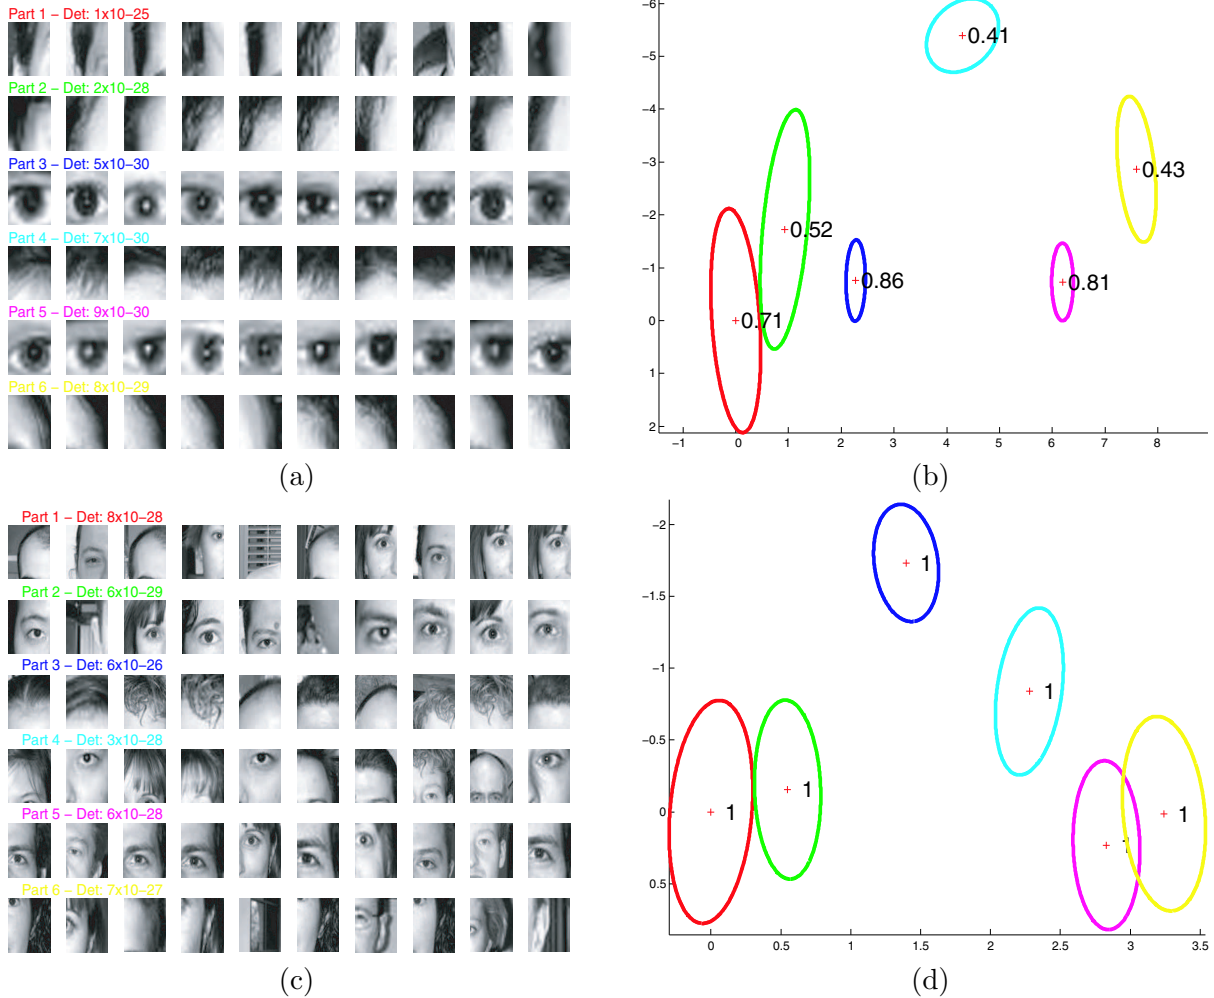 Part 1 – Det: 1x10–25
Part 2 – Det: 2x10–28
Part 3 – Det: 5x10–30
Part 4 – Det: 7x10–30
Part 5 – Det: 9x10–30
Part 6 – Det: 8x10–29
(a)
–6
–5
–4
–3
–2
–1
0
1
2
–1 0 1 2 3 4 5 6 7 8
0.41
0.43
0.52
0.86
0.81
0.71
(b)
Part 1 – Det: 8x10–28
Part 2 – Det: 6x10–29
Part 3 – Det: 6x10–26
Part 4 – Det: 3x10–28
Part 5 – Det: 6x10–28
Part 6 – Det: 7x10–27
(c)
–2
–1.5
–1
–0.5
0
0.5
0 0.5 1 1.5 2 2.5 3 3.5
1
1
1
1
1
1
(d)